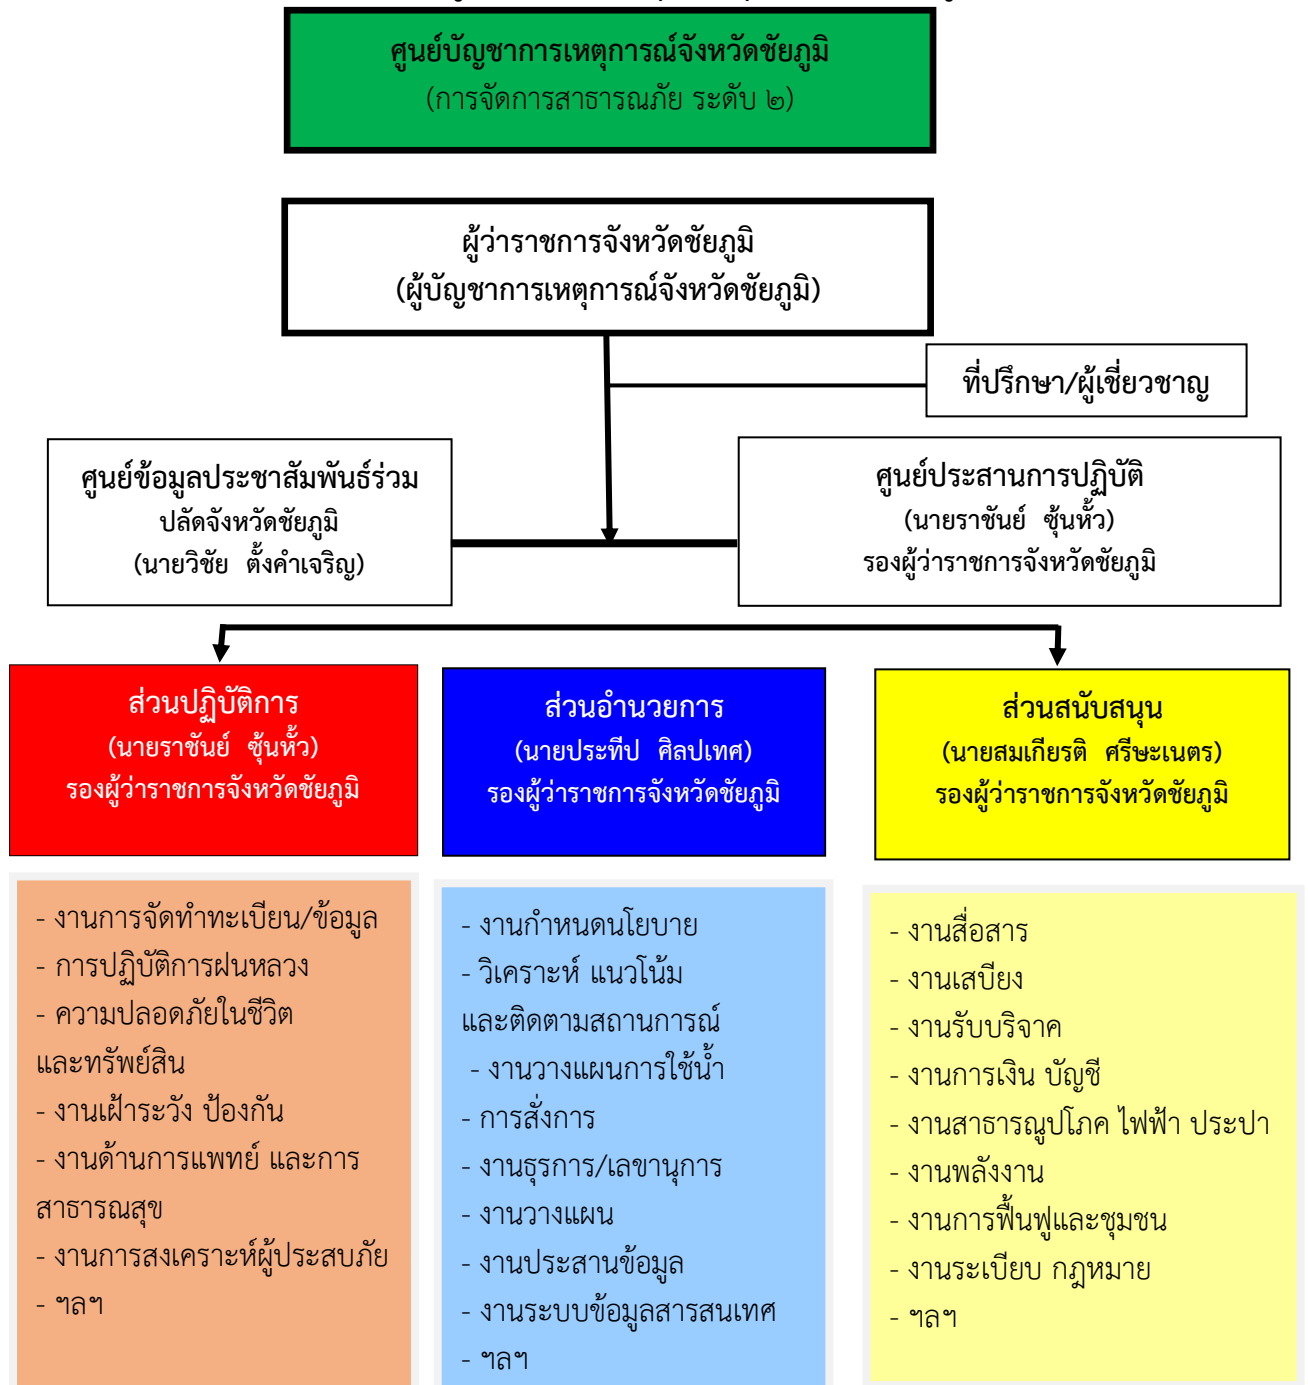 ศูนย์บัญชาการเหตุการณ์จังหวัดชัยภูมิ
(การจัดการสาธารณภัย ระดับ ๒)
ผู้ว่าราชการจังหวัดชัยภูมิ
(ผู้บัญชาการเหตุการณ์จังหวัดชัยภูมิ)
ที่ปรึกษา/ผู้เชี่ยวชาญ
ศูนย์ข้อมูลประชาสัมพันธ์ร่วม
ปลัดจังหวัดชัยภูมิ
(นายวิชัย ตั้งคำเจริญ)
ศูนย์ประสานการปฏิบัติ
(นายราชันย์ ซุ้นหั้ว)
รองผู้ว่าราชการจังหวัดชัยภูมิ
ส่วนปฏิบัติการ
(นายราชันย์ ซุ้นหั้ว)
รองผู้ว่าราชการจังหวัดชัยภูมิ
ส่วนอำนวยการ
(นายประทีป ศิลปเทศ)
รองผู้ว่าราชการจังหวัดชัยภูมิ
ส่วนสนับสนุน
(นายสมเกียรติ ศรีษะเนตร)
รองผู้ว่าราชการจังหวัดชัยภูมิ
- งานการจัดทำทะเบียน/ข้อมูล
- การปฏิบัติการฝนหลวง
- ความปลอดภัยในชีวิต
และทรัพย์สิน
- งานเฝ้าระวัง ป้องกัน
- งานด้านการแพทย์ และการ
สาธารณสุข
- งานการสงเคราะห์ผู้ประสบภัย
- ฯลฯ
- งานกำหนดนโยบาย
- วิเคราะห์ แนวโน้ม
และติดตามสถานการณ์
- งานวางแผนการใช้น้ำ
- การสั่งการ
- งานธุรการ/เลขานุการ
- งานวางแผน
- งานประสานข้อมูล
- งานระบบข้อมูลสารสนเทศ
- ฯลฯ
- งานสื่อสาร
- งานเสบียง
- งานรับบริจาค
- งานการเงิน บัญชี
- งานสาธารณูปโภค ไฟฟ้า ประปา
- งานพลังงาน
- งานการฟื้นฟูและชุมชน
- งานระเบียบ กฎหมาย
- ฯลฯ